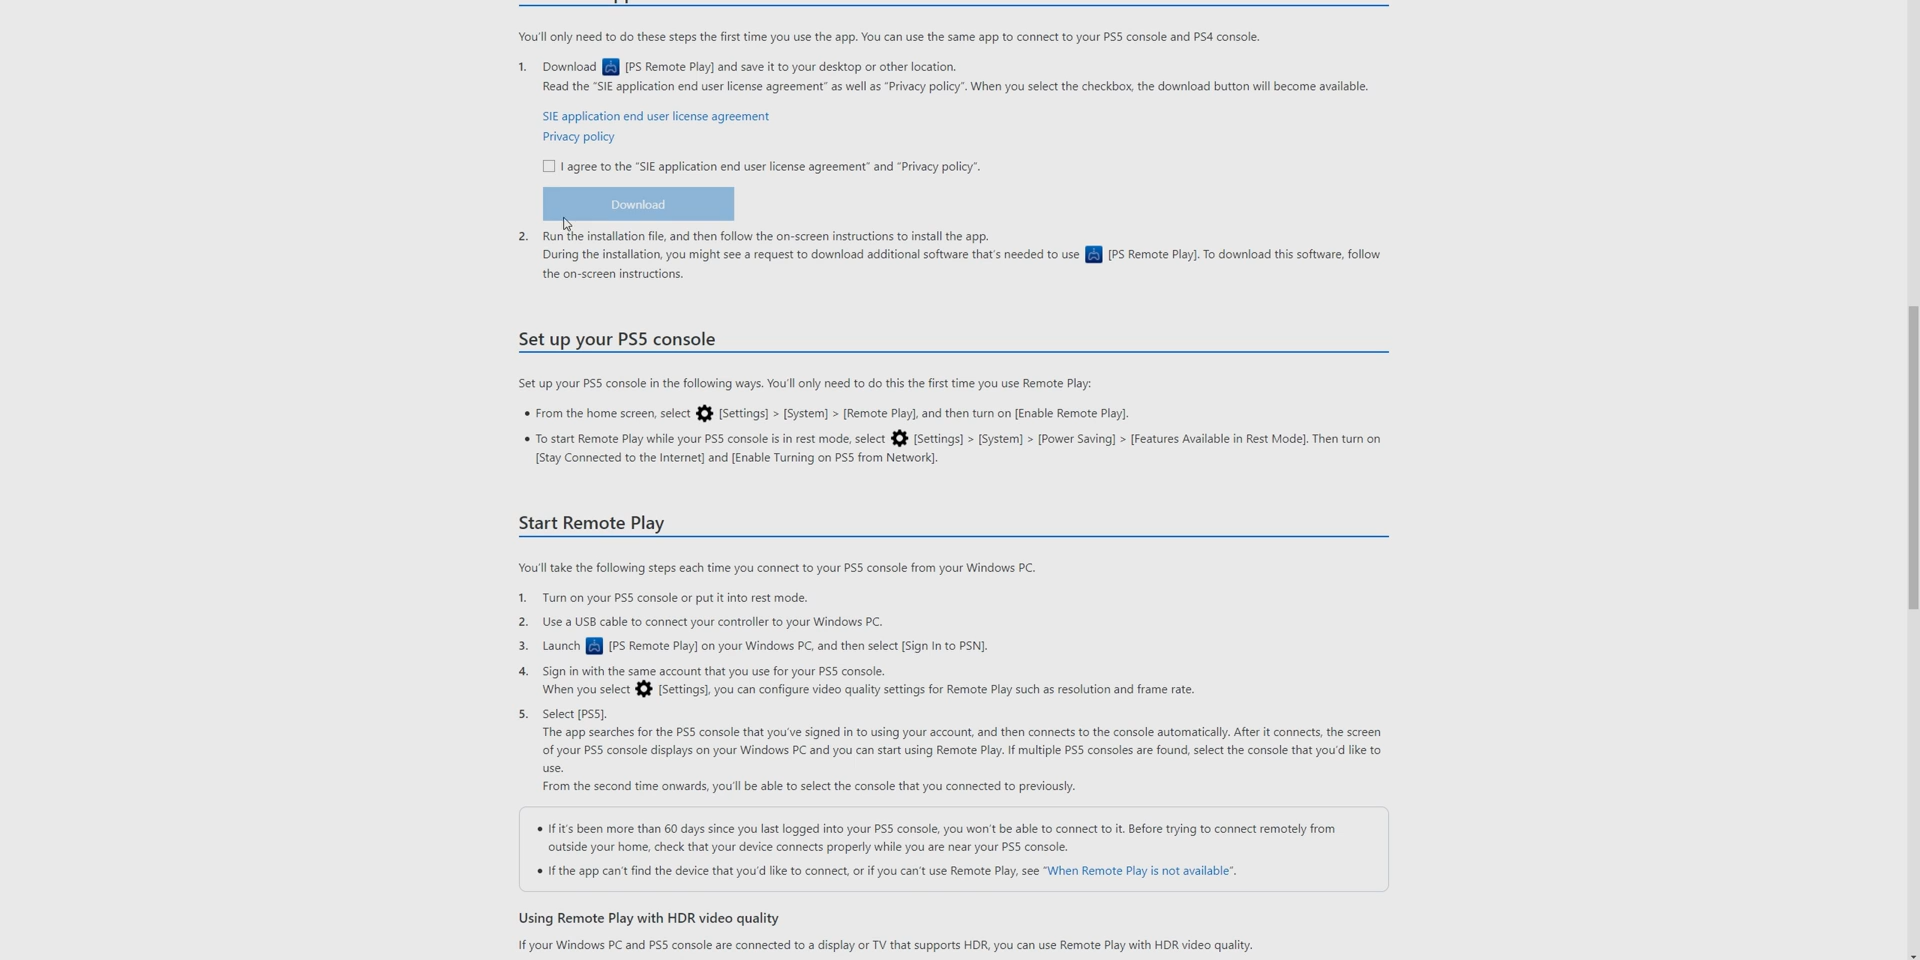 You'll only need to do these steps the first time you use the app. You can use the same app to connect to your PS5 console and PS4 console.
1. Download [PS Remote Play] and save it to your desktop or other location.
Read the “SIE application end user license agreement” as well as “Privacy policy”. When you select the checkbox, the download button will become available.
SIE application end user license agreement
Privacy policy
I agree to the “SIE application end user license agreement” and “Privacy policy”.
Download
2. Run the installation file, and then follow the on-screen instructions to install the app.
During the installation, you might see a request to download additional software that's needed to use [PS Remote Play]. To download this software, follow
the on-screen instructions.
Set up your PS5 console
Set up your PS5 console in the following ways. You'll only need to do this the first time you use Remote Play:
• From the home screen, select [Settings] > [System] > [Remote Play], and then turn on [Enable Remote Play].
• To start Remote Play while your PS5 console is in rest mode, select [Settings] > [System] > [Power Saving] > [Features Available in Rest Mode]. Then turn on
[Stay Connected to the Internet] and [Enable Turning on PS5 from Network].
Start Remote Play
You'll take the following steps each time you connect to your PS5 console from your Windows PC.
1. Turn on your PS5 console or put it into rest mode.
2. Use a USB cable to connect your controller to your Windows PC.
3. Launch [PS Remote Play] on your Windows PC, and then select [Sign In to PSN].
4. Sign in with the same account that you use for your PS5 console.
When you select [Settings], you can configure video quality settings for Remote Play such as resolution and frame rate.
5. Select [PS5].
The app searches for the PS5 console that you've signed in to using your account, and then connects to the console automatically. After it connects, the screen
of your PS5 console displays on your Windows PC and you can start using Remote Play. If multiple PS5 consoles are found, select the console that you'd like to
use.
From the second time onwards, you'll be able to select the console that you connected to previously.
• If it's been more than 60 days since you last logged into your PS5 console, you won't be able to connect to it. Before trying to connect remotely from
outside your home, check that your device connects properly while you are near your PS5 console.
• If the app can't find the device that you'd like to connect, or if you can't use Remote Play, see “When Remote Play is not available”.
Using Remote Play with HDR video quality
If your Windows PC and PS5 console are connected to a display or TV that supports HDR, you can use Remote Play with HDR video quality.